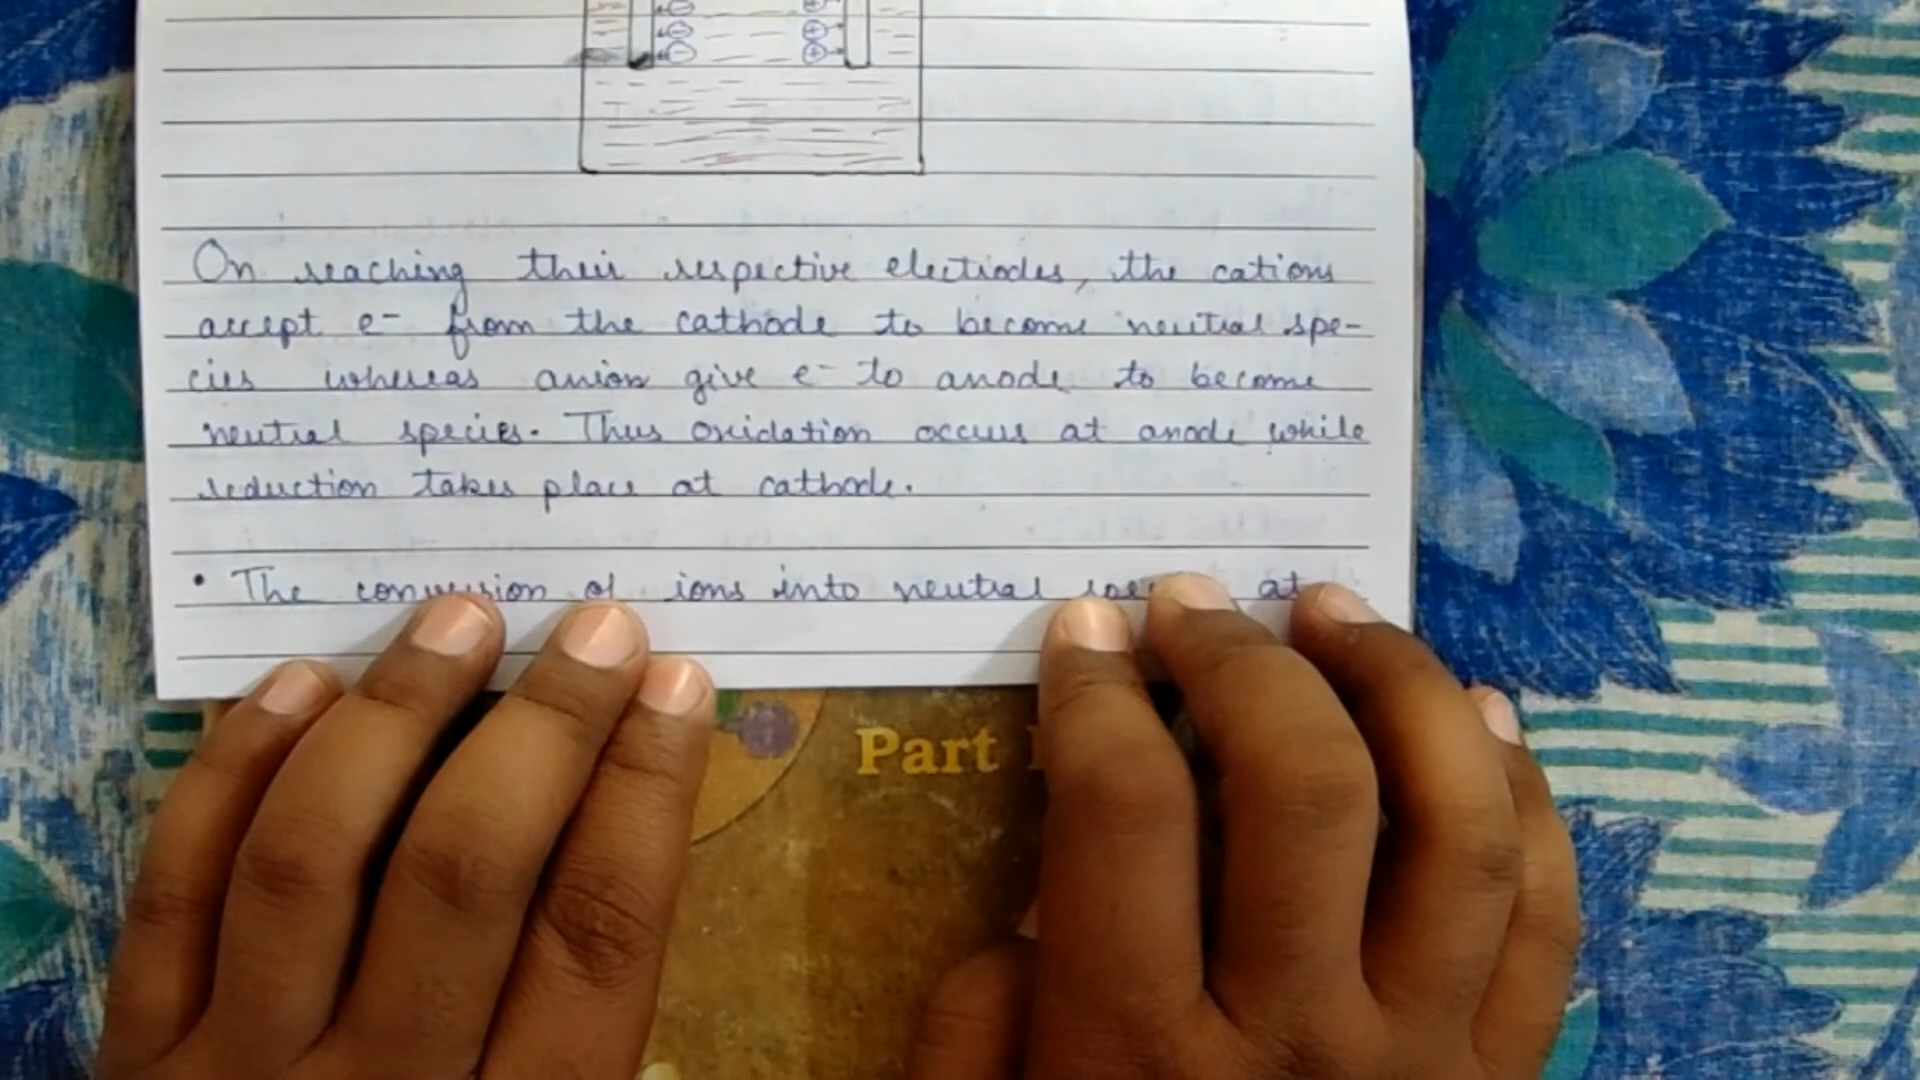 On reaching their respective electrodes, the cations
accept e- from the cathode to become neutral spe-
cies whereas anion give e- to anode to become
neutral species. Thus oxidation occurs at anode while
reduction takes place at cathode.
• The conversion of ions into neutral at
Part